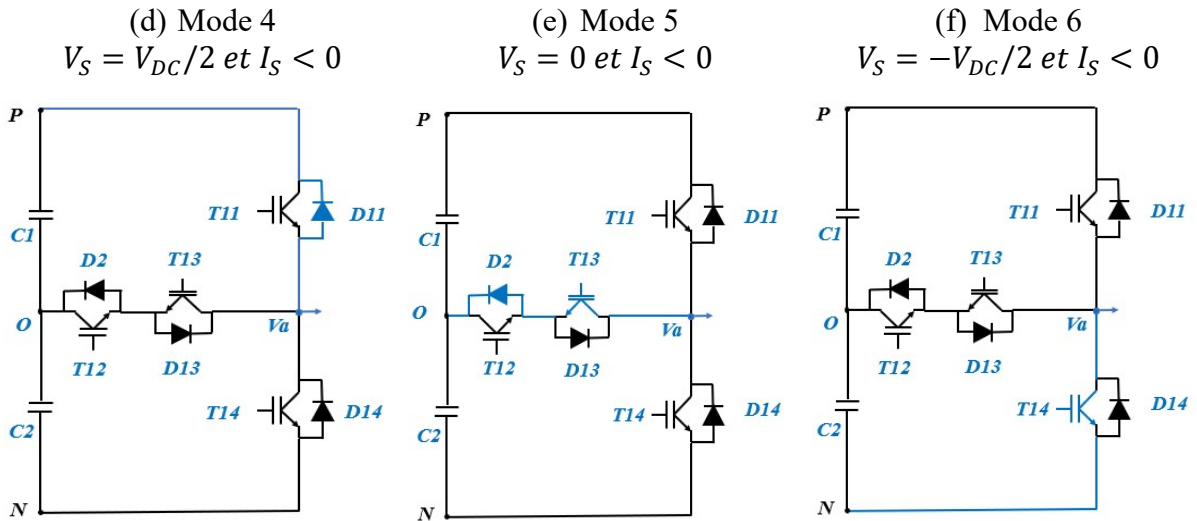 (d) Mode 4
V_S = V_DC/2 et I_S < 0
P
T11
D11
C1
D2
T13
O
Va
T12
D13
T14
D14
C2
N
(e) Mode 5
V_S = 0 et I_S < 0
P
T11
D11
C1
D2
T13
O
Va
T12
D13
T14
D14
C2
N
(f) Mode 6
V_S = −V_DC/2 et I_S < 0
P
T11
D11
C1
D2
T13
O
Va
T12
D13
T14
D14
C2
N